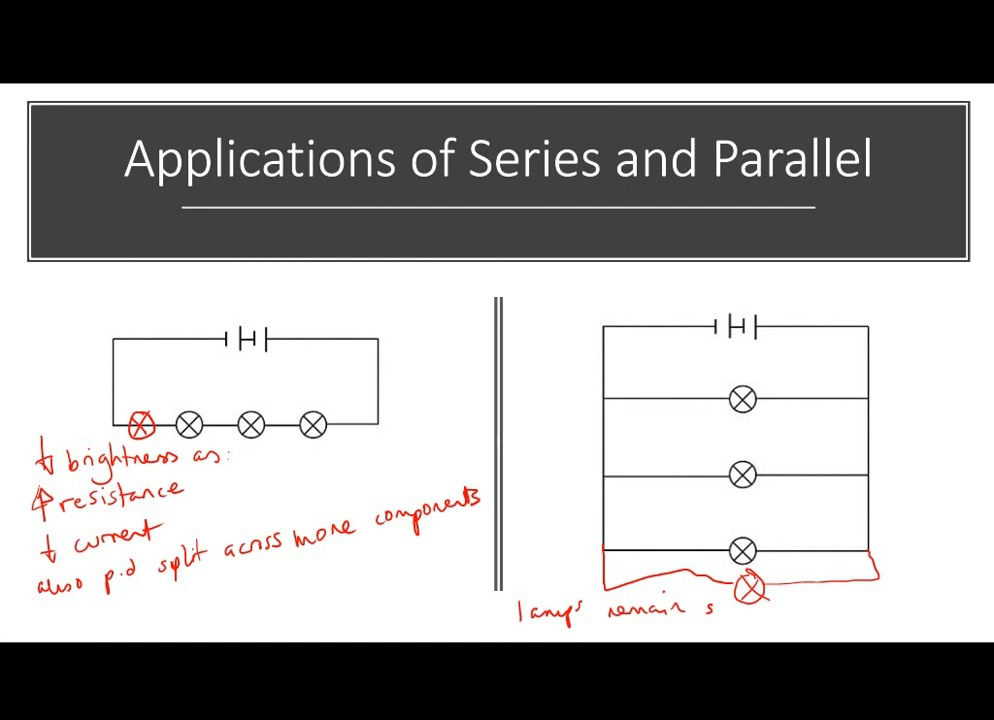 Applications of Series and Parallel
↓ brightness as:
↑ resistance
↓ current
also p.d split across more components
lamps remain s